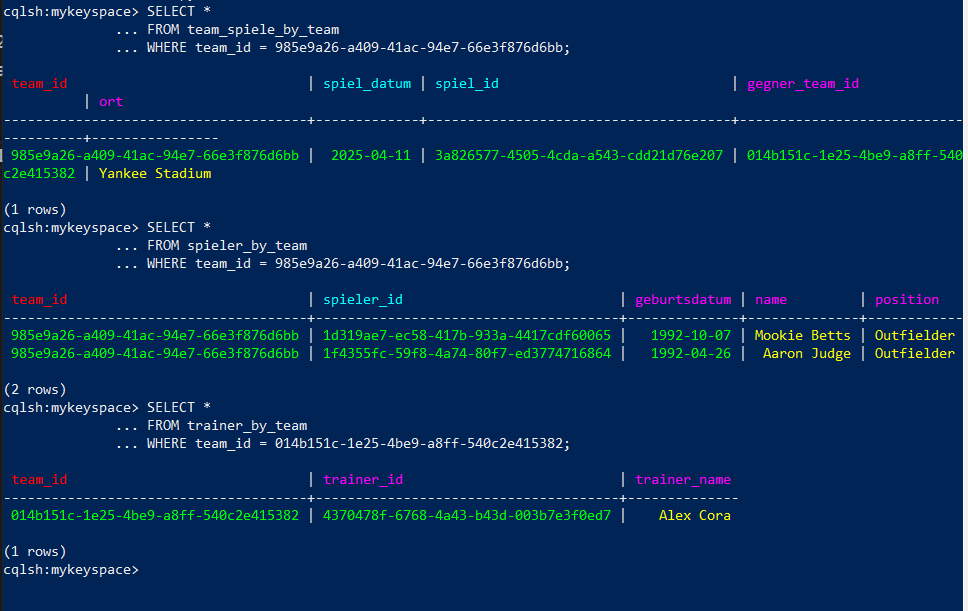 cqlsh:mykeyspace> SELECT *
... FROM team_spiele_by_team
... WHERE team_id = 985e9a26-a409-41ac-94e7-66e3f876d6bb;
team_id | spiel_datum | spiel_id | gegner_team_id
| ort
--------------------------------------+-------------+--------------------------------------+----------------------------
----------+----------------
985e9a26-a409-41ac-94e7-66e3f876d6bb | 2025-04-11 | 3a826577-4505-4cda-a543-cdd21d76e207 | 014b151c-1e25-4be9-a8ff-540
c2e415382 | Yankee Stadium
(1 rows)
cqlsh:mykeyspace> SELECT *
... FROM spieler_by_team
... WHERE team_id = 985e9a26-a409-41ac-94e7-66e3f876d6bb;
team_id | spieler_id | geburtsdatum | name | position
--------------------------------------+--------------------------------------+--------------+--------------+------------
985e9a26-a409-41ac-94e7-66e3f876d6bb | 1d319ae7-ec58-417b-933a-4417cdf60065 | 1992-10-07 | Mookie Betts | Outfielder
985e9a26-a409-41ac-94e7-66e3f876d6bb | 1f4355fc-59f8-4a74-80f7-ed3774716864 | 1992-04-26 | Aaron Judge | Outfielder
(2 rows)
cqlsh:mykeyspace> SELECT *
... FROM trainer_by_team
... WHERE team_id = 014b151c-1e25-4be9-a8ff-540c2e415382;
team_id | trainer_id | trainer_name
--------------------------------------+--------------------------------------+--------------
014b151c-1e25-4be9-a8ff-540c2e415382 | 4370478f-6768-4a43-b43d-003b7e3f0ed7 | Alex Cora
(1 rows)
cqlsh:mykeyspace>